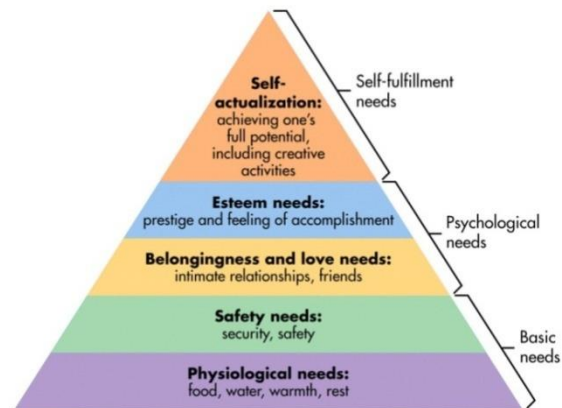 Self-
actualization:
achieving one's
full potential,
including creative
activities
Self-fulfillment
needs
Esteem needs:
prestige and feeling of accomplishment
Psychological
needs
Belongingness and love needs:
intimate relationships, friends
Safety needs:
security, safety
Basic
needs
Physiological needs:
food, water, warmth, rest